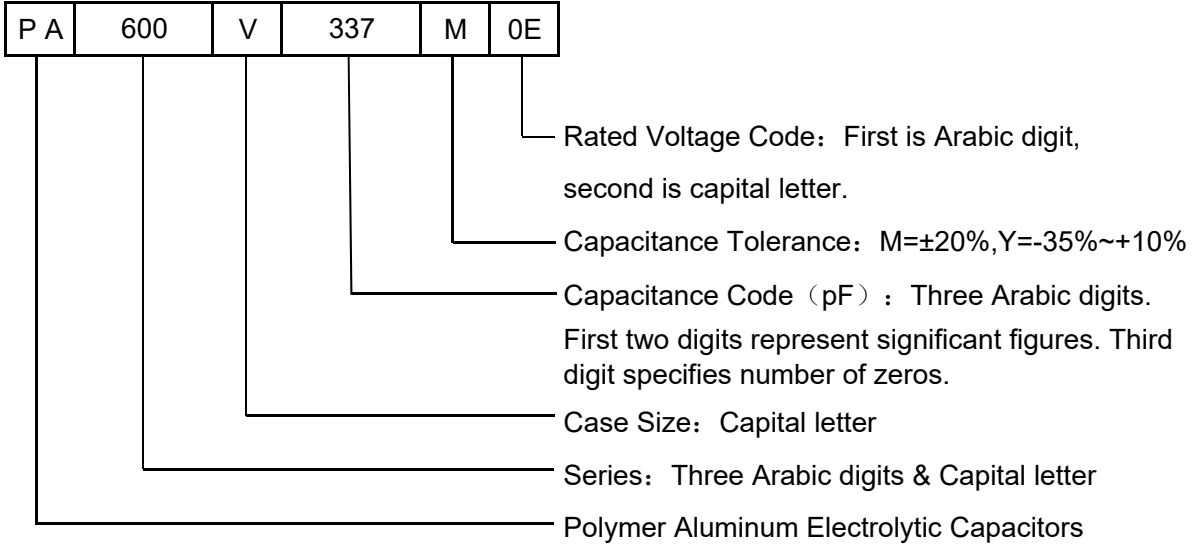 PA 600 V 337 M 0E
Rated Voltage Code：First is Arabic digit,
second is capital letter.
Capacitance Tolerance：M=±20%,Y=-35%~+10%
Capacitance Code（pF）：Three Arabic digits.
First two digits represent significant figures. Third
digit specifies number of zeros.
Case Size：Capital letter
Series：Three Arabic digits & Capital letter
Polymer Aluminum Electrolytic Capacitors